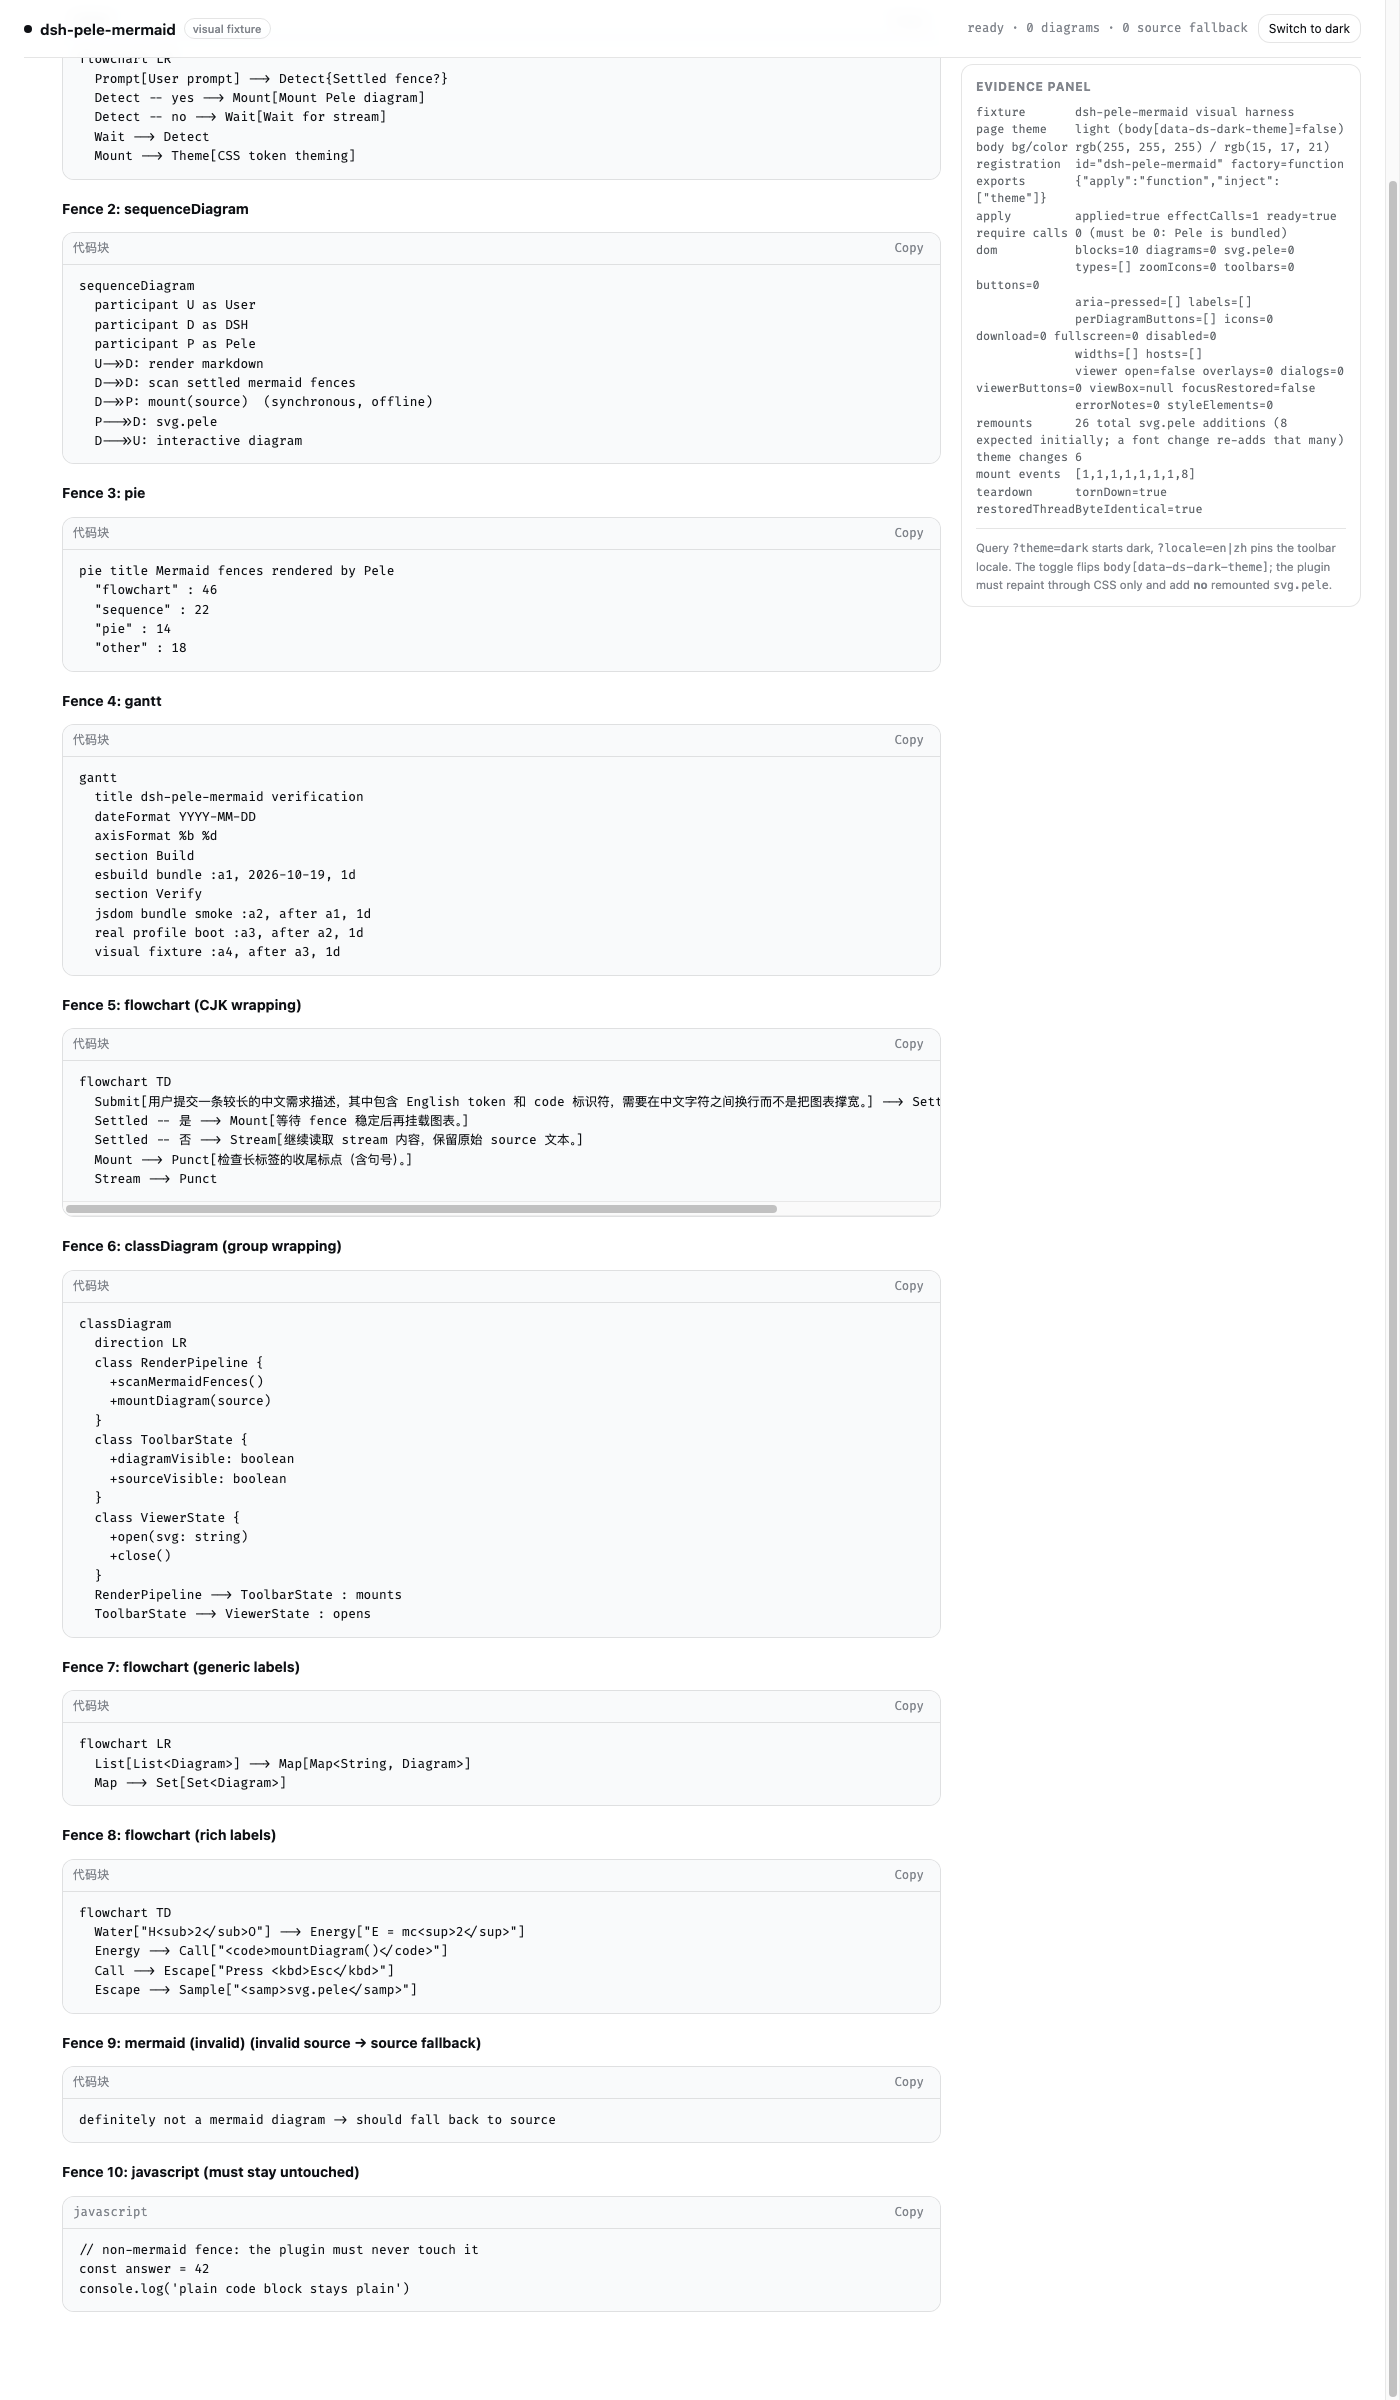 dsh-pele-mermaid visual fixture
ready · 0 diagrams · 0 source fallback Switch to dark
flowchart LR
Prompt[User prompt] --> Detect{Settled fence?}
Detect -- yes --> Mount[Mount Pele diagram]
Detect -- no --> Wait[Wait for stream]
Wait --> Detect
Mount --> Theme[CSS token theming]
Fence 2: sequenceDiagram
代码块 Copy
sequenceDiagram
participant U as User
participant D as DSH
participant P as Pele
U->>D: render markdown
D->>D: scan settled mermaid fences
D->>P: mount(source)  (synchronous, offline)
P-->>D: svg.pele
D-->>U: interactive diagram
Fence 3: pie
代码块 Copy
pie title Mermaid fences rendered by Pele
"flowchart" : 46
"sequence" : 22
"pie" : 14
"other" : 18
Fence 4: gantt
代码块 Copy
gantt
title dsh-pele-mermaid verification
dateFormat YYYY-MM-DD
axisFormat %b %d
section Build
esbuild bundle :a1, 2026-10-19, 1d
section Verify
jsdom bundle smoke :a2, after a1, 1d
real profile boot :a3, after a2, 1d
visual fixture :a4, after a3, 1d
Fence 5: flowchart (CJK wrapping)
代码块 Copy
flowchart TD
Submit[用户提交一条较长的中文需求描述，其中包含 English token 和 code 标识符，需要在中文字符之间换行而不是把图表撑宽。] --> Sett
Settled -- 是 --> Mount[等待 fence 稳定后再挂载图表。]
Settled -- 否 --> Stream[继续读取 stream 内容，保留原始 source 文本。]
Mount --> Punct[检查长标签的收尾标点（含句号）。]
Stream --> Punct
Fence 6: classDiagram (group wrapping)
代码块 Copy
classDiagram
direction LR
class RenderPipeline {
+scanMermaidFences()
+mountDiagram(source)
}
class ToolbarState {
+diagramVisible: boolean
+sourceVisible: boolean
}
class ViewerState {
+open(svg: string)
+close()
}
RenderPipeline --> ToolbarState : mounts
ToolbarState --> ViewerState : opens
Fence 7: flowchart (generic labels)
代码块 Copy
flowchart LR
List[List<Diagram>] --> Map[Map<String, Diagram>]
Map --> Set[Set<Diagram>]
Fence 8: flowchart (rich labels)
代码块 Copy
flowchart TD
Water["H<sub>2</sub>O"] --> Energy["E = mc<sup>2</sup>"]
Energy --> Call["<code>mountDiagram()</code>"]
Call --> Escape["Press <kbd>Esc</kbd>"]
Escape --> Sample["<samp>svg.pele</samp>"]
Fence 9: mermaid (invalid) (invalid source → source fallback)
代码块 Copy
definitely not a mermaid diagram -> should fall back to source
Fence 10: javascript (must stay untouched)
javascript Copy
// non-mermaid fence: the plugin must never touch it
const answer = 42
console.log('plain code block stays plain')
EVIDENCE PANEL
fixture dsh-pele-mermaid visual harness
page theme light (body[data-ds-dark-theme]=false)
body bg/color rgb(255, 255, 255) / rgb(15, 17, 21)
registration id="dsh-pele-mermaid" factory=function
exports {"apply":"function","inject":
["theme"]}
apply applied=true effectCalls=1 ready=true
require calls 0 (must be 0: Pele is bundled)
dom blocks=10 diagrams=0 svg.pele=0
types=[] zoomIcons=0 toolbars=0
buttons=0
aria-pressed=[] labels=[]
perDiagramButtons=[] icons=0
download=0 fullscreen=0 disabled=0
widths=[] hosts=[]
viewer open=false overlays=0 dialogs=0
viewerButtons=0 viewBox=null focusRestored=false
errorNotes=0 styleElements=0
remounts 26 total svg.pele additions (8
expected initially; a font change re-adds that many)
theme changes 6
mount events [1,1,1,1,1,1,1,8]
teardown tornDown=true
restoredThreadByteIdentical=true
Query ?theme=dark starts dark, ?locale=en|zh pins the toolbar
locale. The toggle flips body[data-ds-dark-theme]; the plugin
must repaint through CSS only and add no remounted svg.pele.